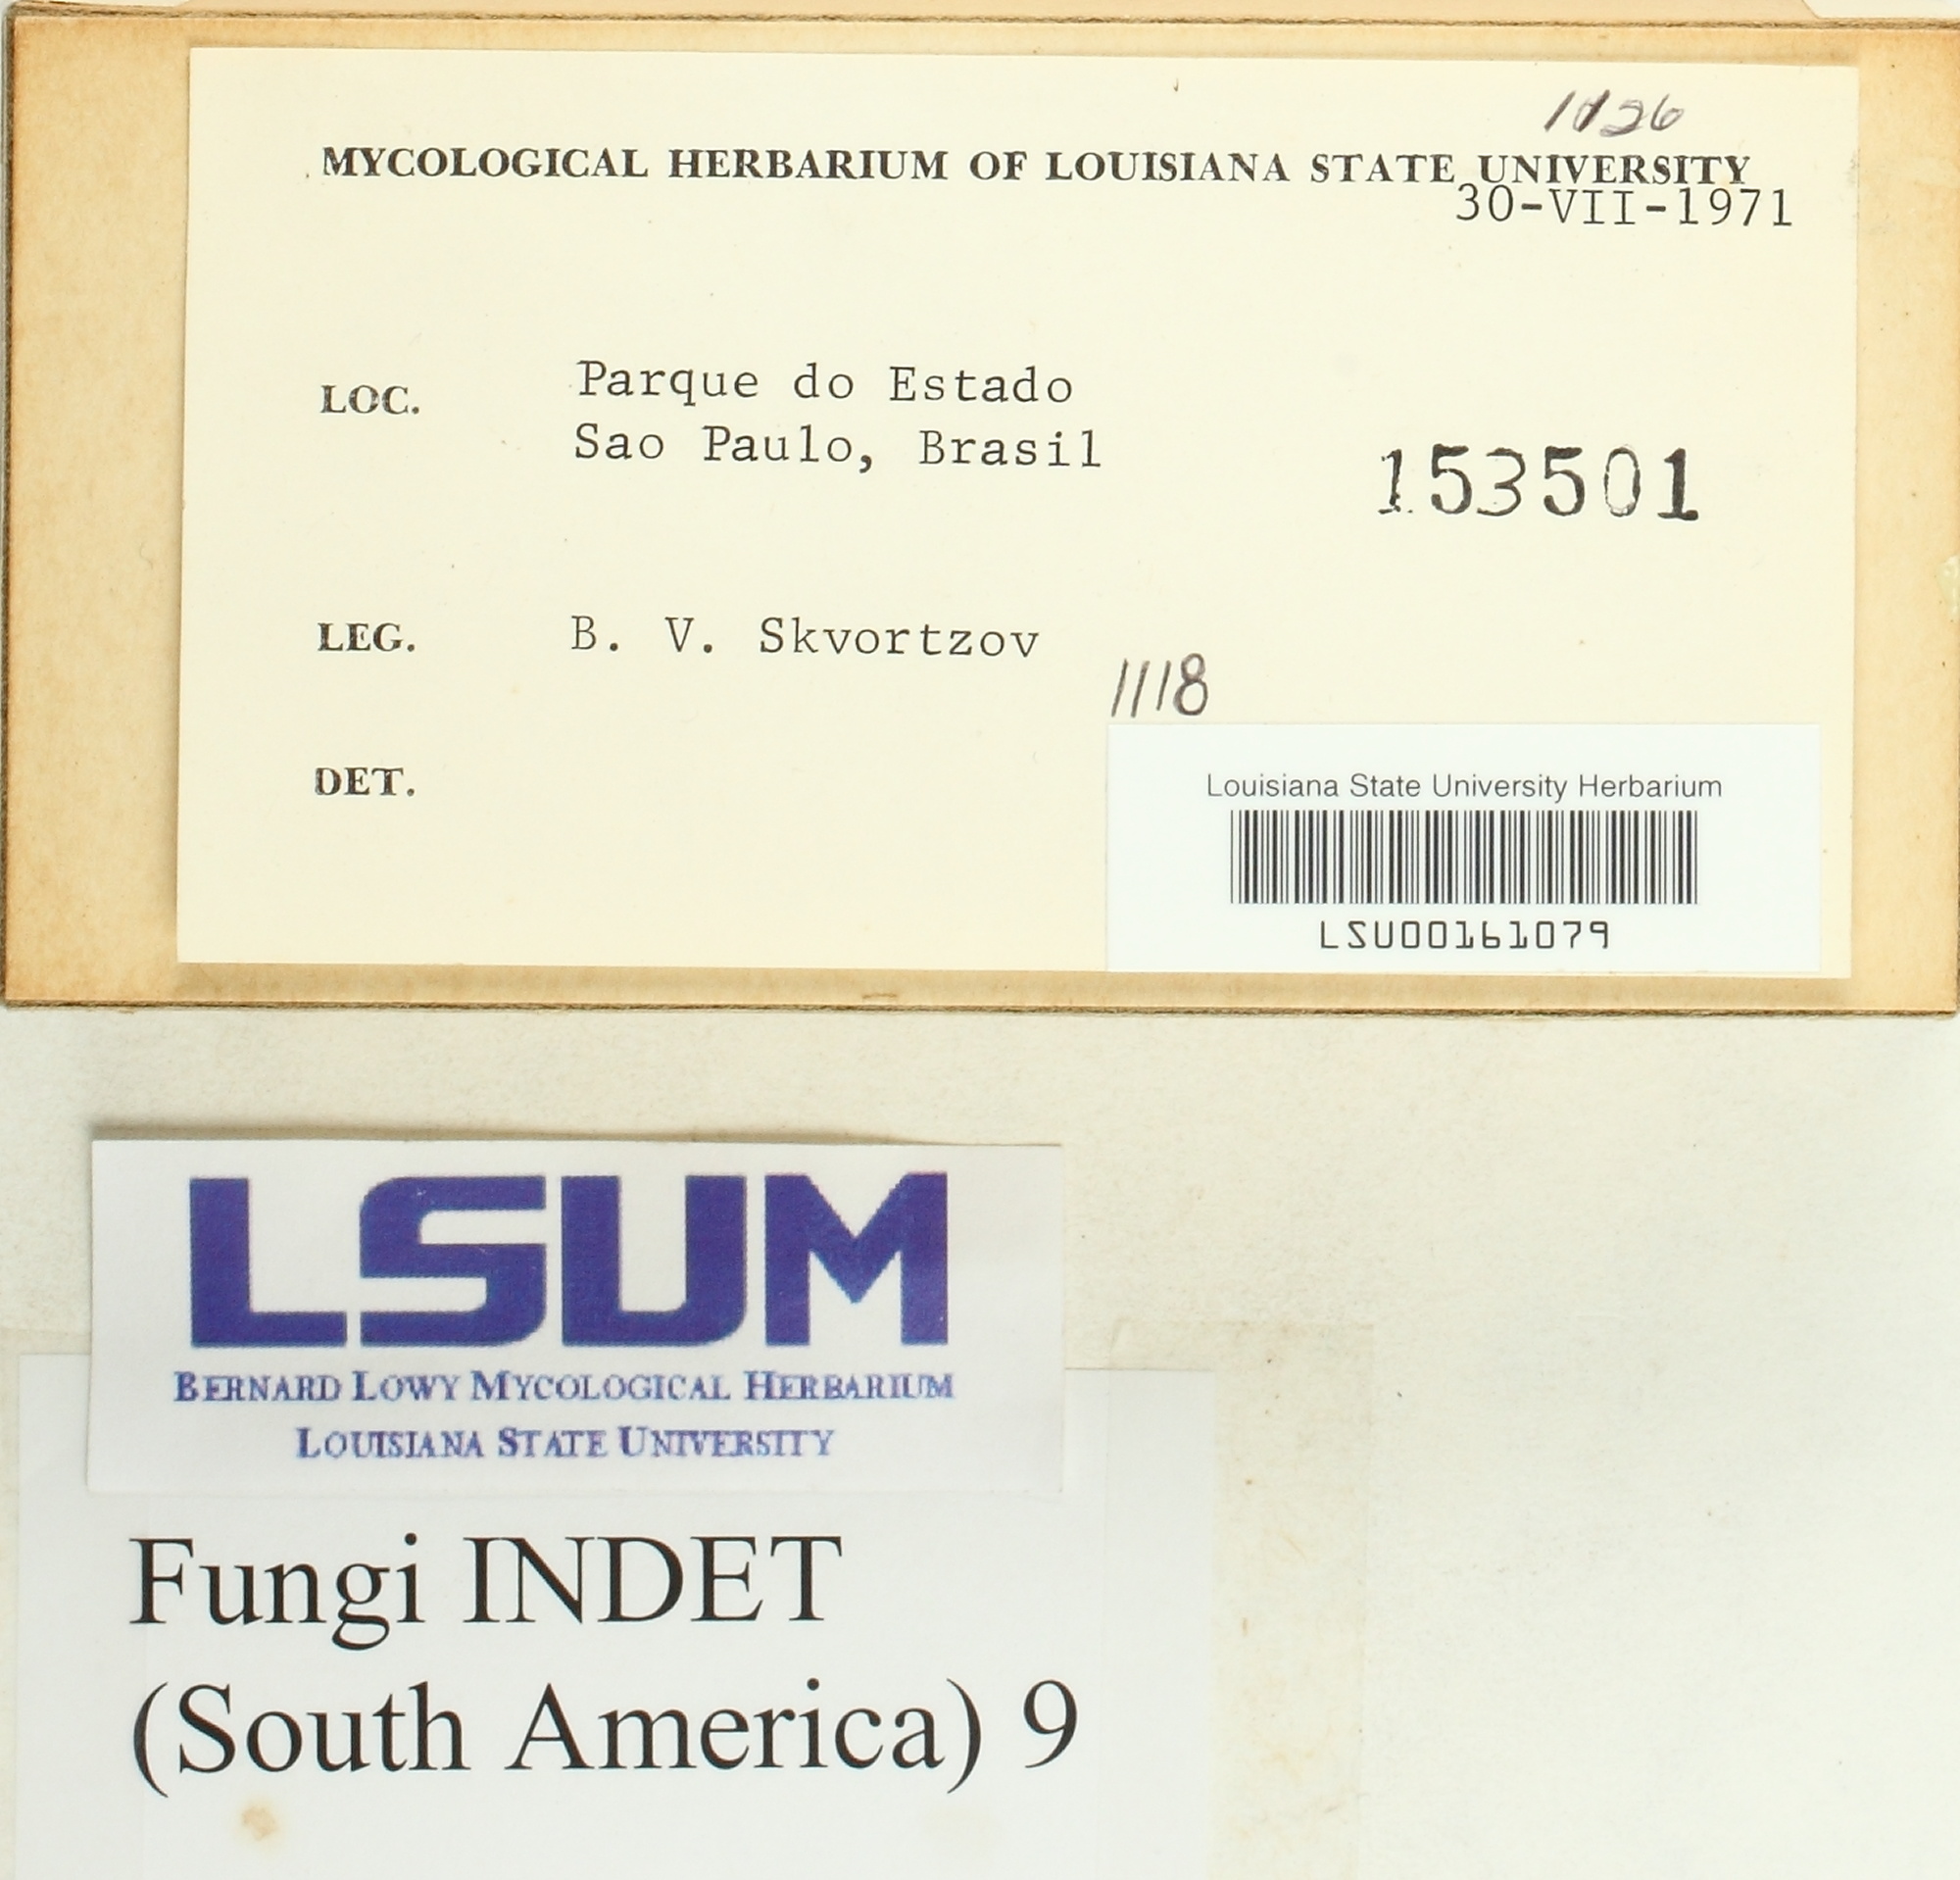 MYCOLOGICAL HERBARIUM OF LOUISIANA STATE UNIVERSITY
30-VII-1971
LOC. Parque do Estado
Sao Paulo, Brasil
153501
LEG. B. V. Skvortzov
1118
DET.
Louisiana State University Herbarium
LSU00161079
LSUM
BERNARD LOWY MYCOLOGICAL HERBARIUM
LOUISIANA STATE UNIVERSITY
Fungi INDET
(South America) 9